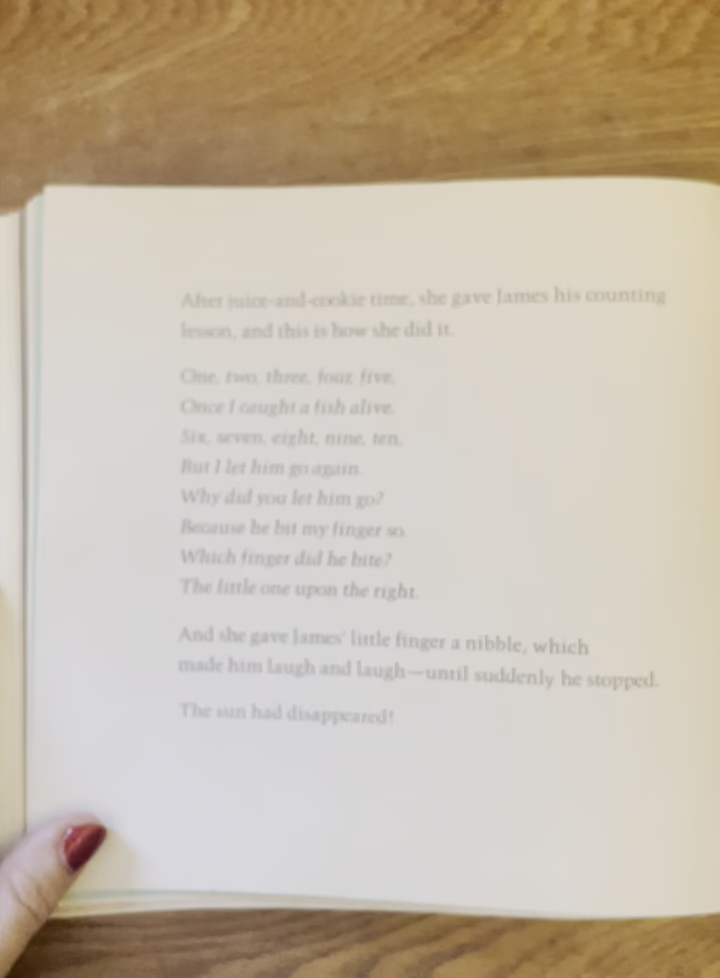 After juice-and-cookie time, she gave James his counting
lesson, and this is how she did it.
One, two, three, four, five,
Once I caught a fish alive.
Six, seven, eight, nine, ten,
But I let him go again.
Why did you let him go?
Because he bit my finger so.
Which finger did he bite?
The little one upon the right.
And she gave James' little finger a nibble, which
made him laugh and laugh—until suddenly he stopped.
The sun had disappeared!